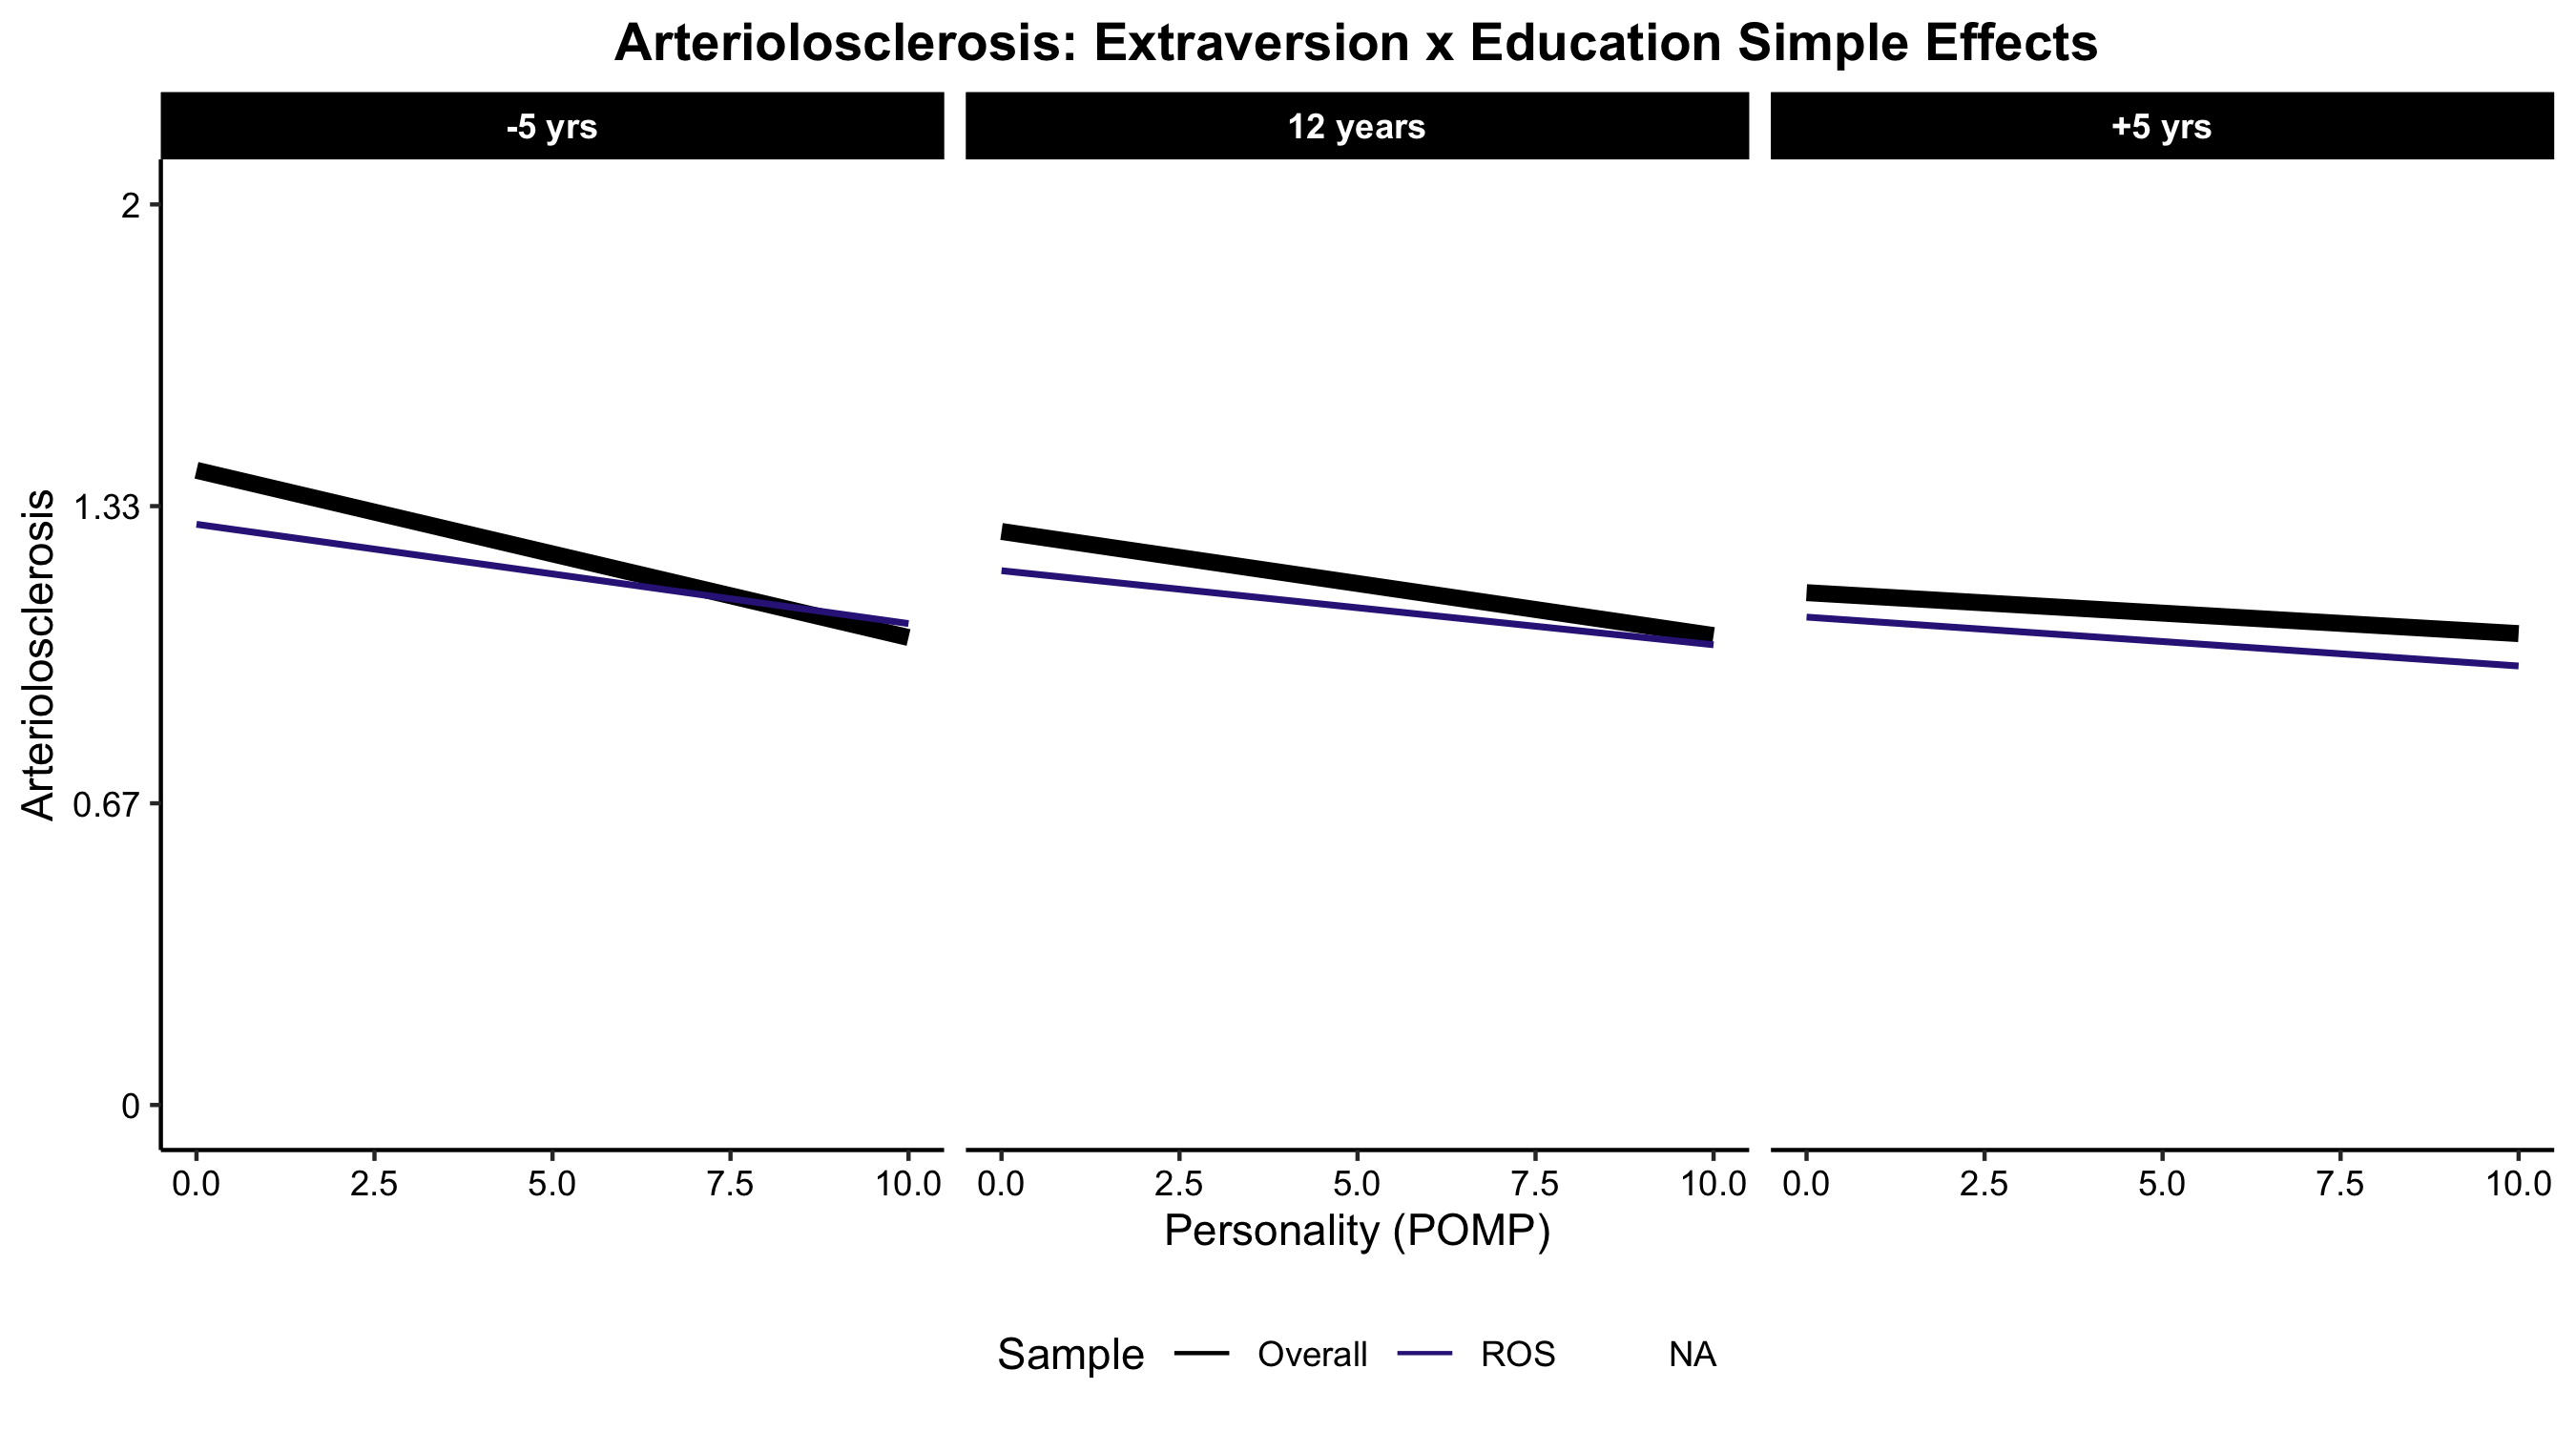 Arteriolosclerosis: Extraversion x Education Simple Effects
-5 yrs 12 years +5 yrs
Arteriolosclerosis
2
1.33
0.67
0
0.0 2.5 5.0 7.5 10.0 0.0 2.5 5.0 7.5 10.0 0.0 2.5 5.0 7.5 10.0
Personality (POMP)
Sample Overall ROS NA